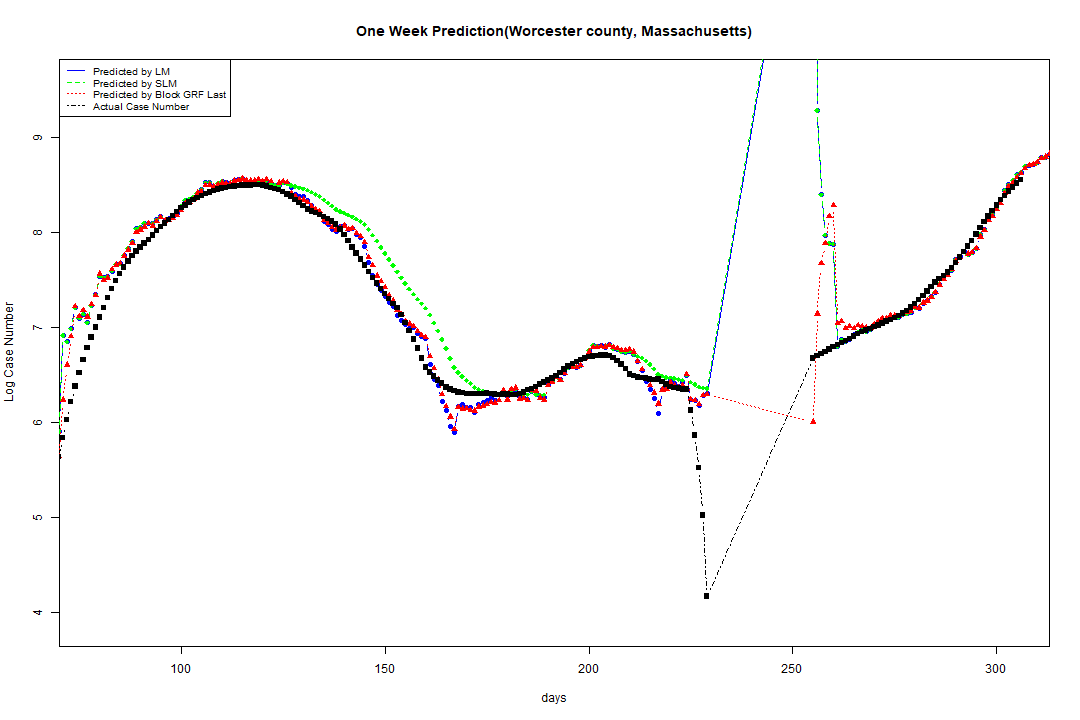 One Week Prediction(Worcester county, Massachusetts)
Predicted by LM
Predicted by SLM
Predicted by Block GRF Last
Actual Case Number
Log Case Number
9
8
7
6
5
4
100 150 200 250 300
days